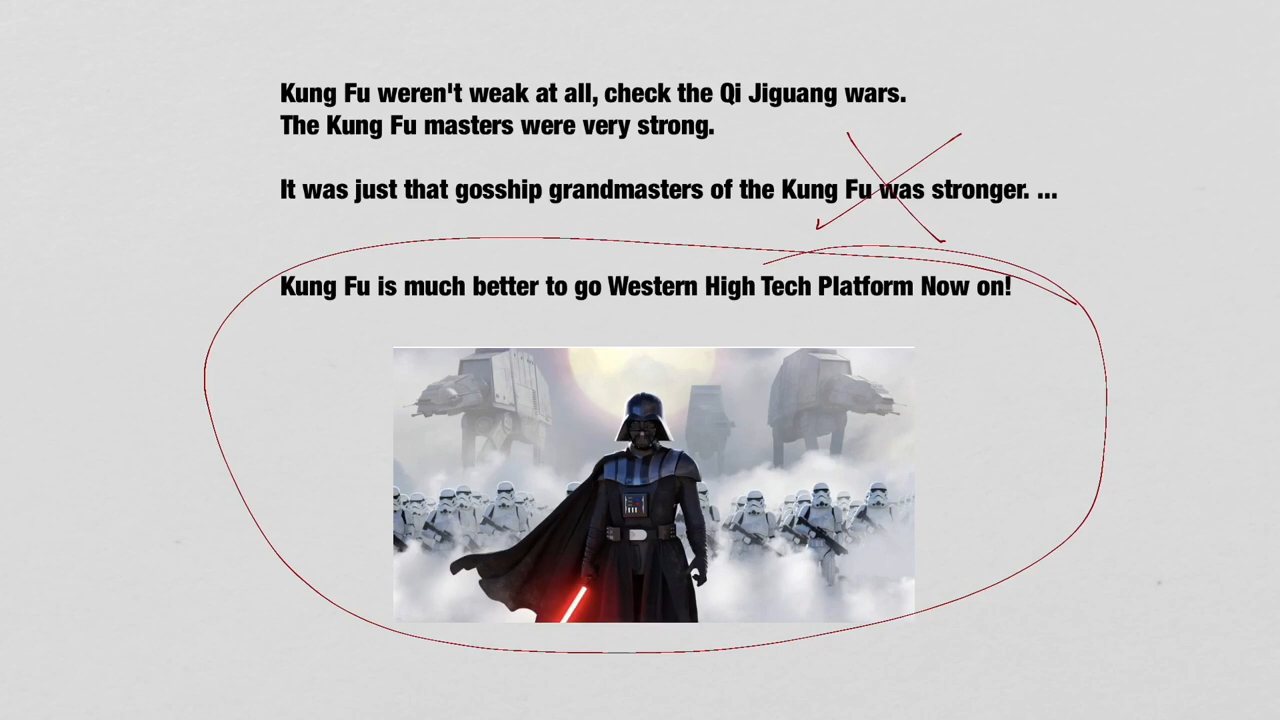 Kung Fu weren't weak at all, check the Qi Jiguang wars.
The Kung Fu masters were very strong.
It was just that gosship grandmasters of the Kung Fu was stronger. ...
Kung Fu is much better to go Western High Tech Platform Now on!